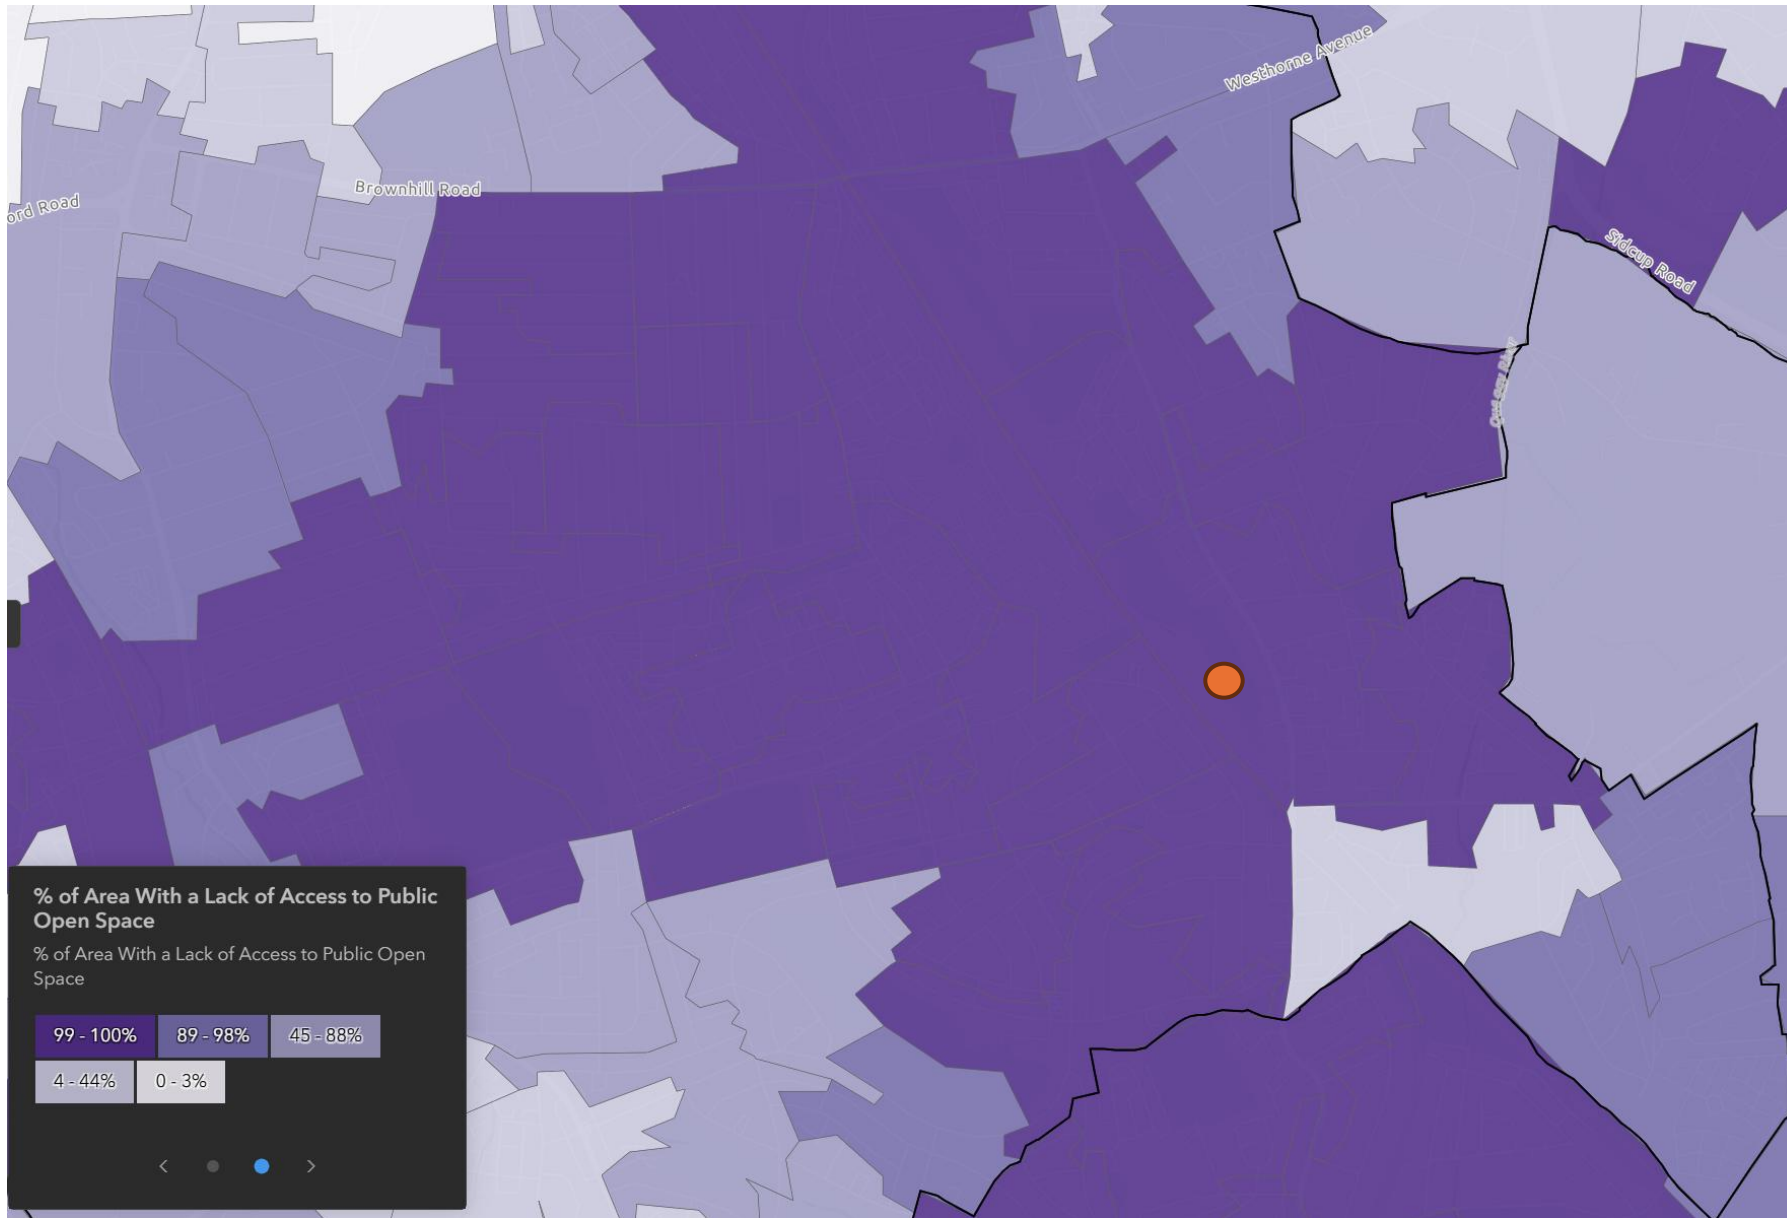 Westhorne Avenue
Brownhill Road
ord Road
Sidcup Road
% of Area With a Lack of Access to Public
Open Space
% of Area With a Lack of Access to Public Open
Space
99 - 100%
89 - 98%
45 - 88%
4 - 44%
0 - 3%